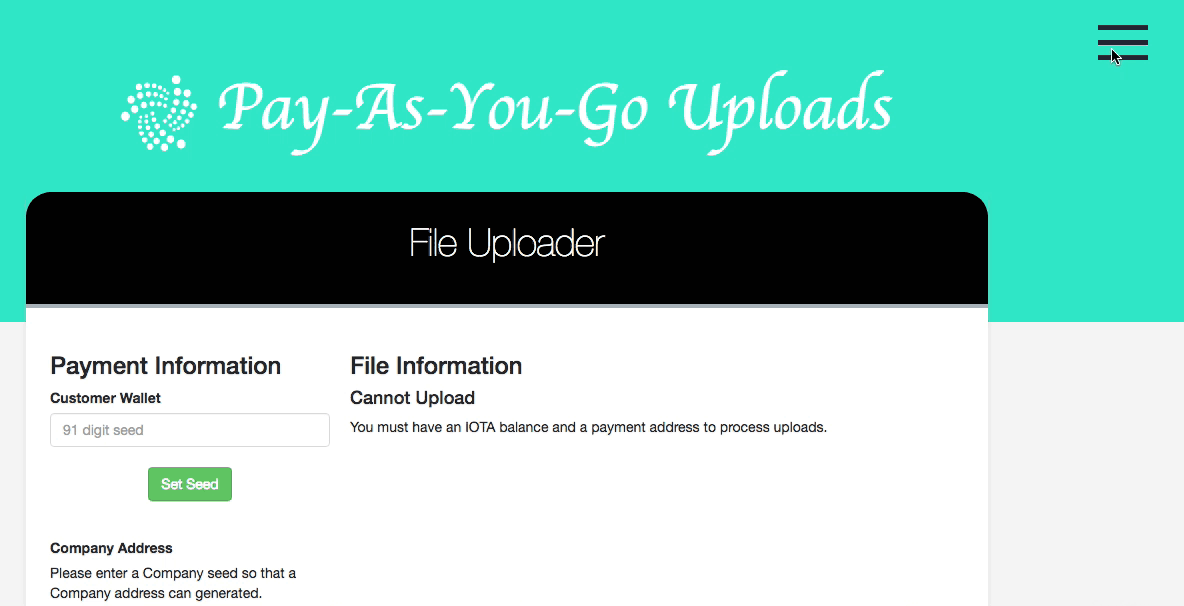 Pay-As-You-Go Uploads
File Uploader
Payment Information
Customer Wallet
91 digit seed
Set Seed
Company Address
Please enter a Company seed so that a
Company address can generated.
File Information
Cannot Upload
You must have an IOTA balance and a payment address to process uploads.